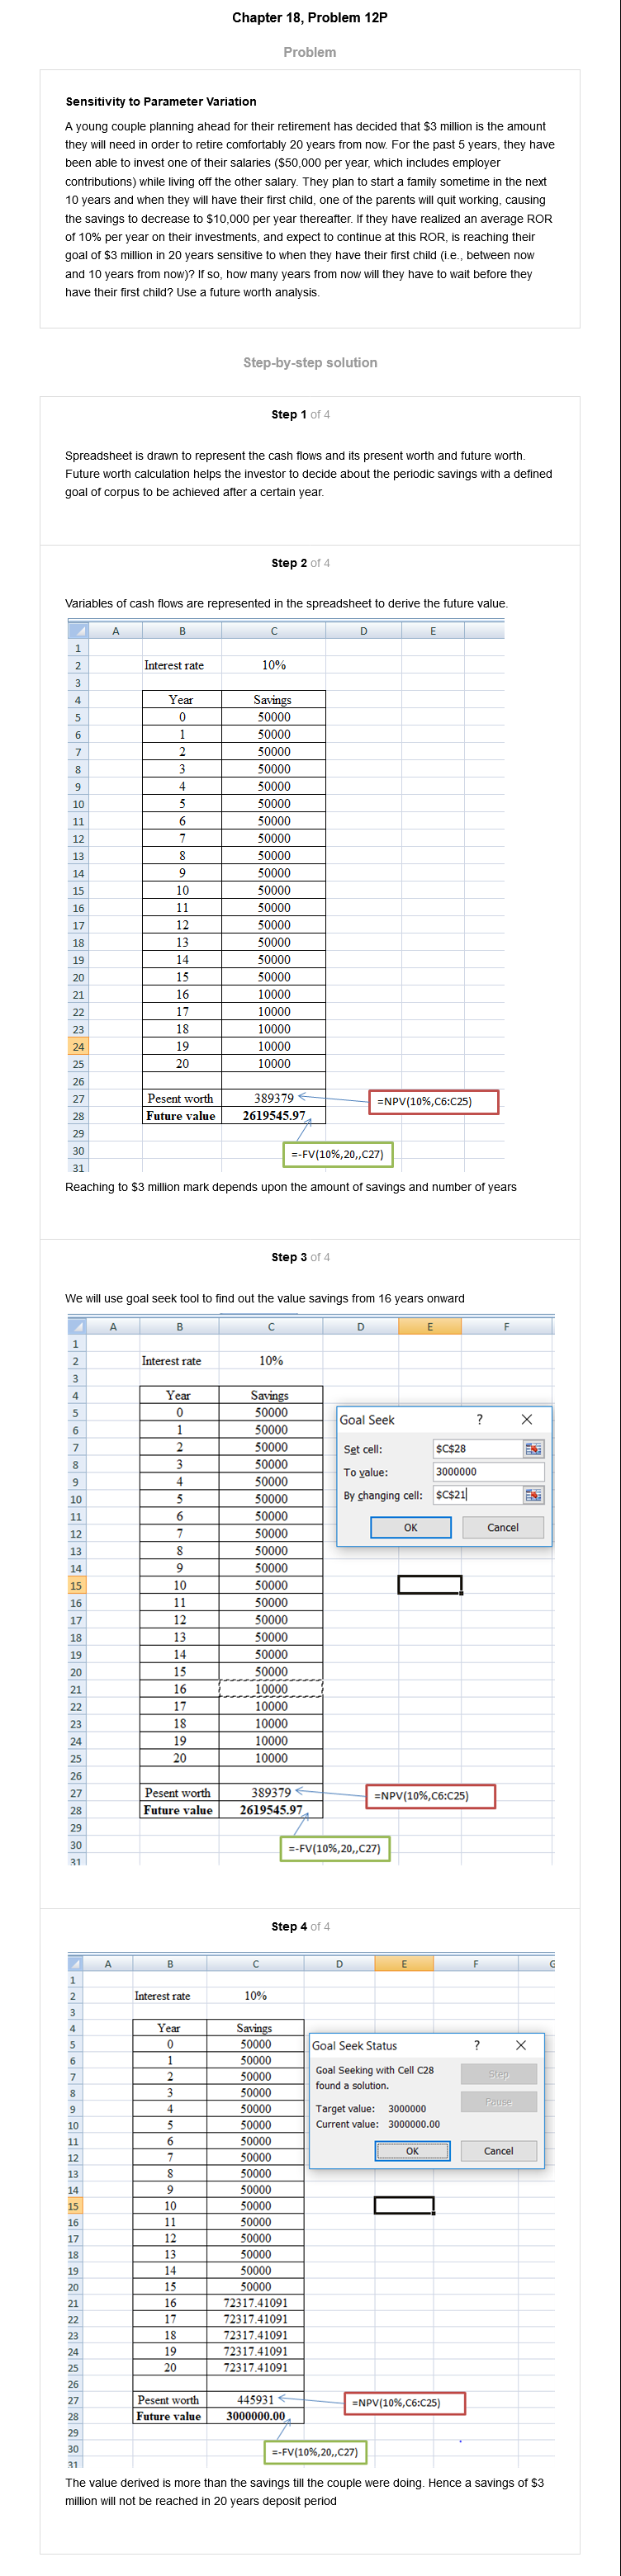 Chapter 18, Problem 12P
Problem
Sensitivity to Parameter Variation
A young couple planning ahead for their retirement has decided that $3 million is the amount
they will need in order to retire comfortably 20 years from now. For the past 5 years, they have
been able to invest one of their salaries ($50,000 per year, which includes employer
contributions) while living off the other salary. They plan to start a family sometime in the next
10 years and when they will have their first child, one of the parents will quit working, causing
the savings to decrease to $10,000 per year thereafter. If they have realized an average ROR
of 10% per year on their investments, and expect to continue at this ROR, is reaching their
goal of $3 million in 20 years sensitive to when they have their first child (i.e., between now
and 10 years from now)? If so, how many years from now will they have to wait before they
have their first child? Use a future worth analysis.
Step-by-step solution
Step 1 of 4
Spreadsheet is drawn to represent the cash flows and its present worth and future worth.
Future worth calculation helps the investor to decide about the periodic savings with a defined
goal of corpus to be achieved after a certain year.
Step 2 of 4
Variables of cash flows are represented in the spreadsheet to derive the future value.
A B C D E
1
2 Interest rate 10%
3
4 Year Savings
5 0 50000
6 1 50000
7 2 50000
8 3 50000
9 4 50000
10 5 50000
11 6 50000
12 7 50000
13 8 50000
14 9 50000
15 10 50000
16 11 50000
17 12 50000
18 13 50000
19 14 50000
20 15 50000
21 16 10000
22 17 10000
23 18 10000
24 19 10000
25 20 10000
26
27 Pesent worth 389379 =NPV(10%,C6:C25)
28 Future value 2619545.97
29
30 =-FV(10%,20,,C27)
31
Reaching to $3 million mark depends upon the amount of savings and number of years
Step 3 of 4
We will use goal seek tool to find out the value savings from 16 years onward
A B C D E F
1
2 Interest rate 10%
3
4 Year Savings
5 0 50000 Goal Seek ? X
6 1 50000
7 2 50000 Set cell: $C$28
8 3 50000 To value: 3000000
9 4 50000
10 5 50000 By changing cell: $C$21
11 6 50000
12 7 50000 OK Cancel
13 8 50000
14 9 50000
15 10 50000
16 11 50000
17 12 50000
18 13 50000
19 14 50000
20 15 50000
21 16 10000
22 17 10000
23 18 10000
24 19 10000
25 20 10000
26
27 Pesent worth 389379 =NPV(10%,C6:C25)
28 Future value 2619545.97
29
30 =-FV(10%,20,,C27)
31
Step 4 of 4
A B C D E F G
1
2 Interest rate 10%
3
4 Year Savings
5 0 50000 Goal Seek Status ? X
6 1 50000
7 2 50000 Goal Seeking with Cell C28 Step
8 3 50000 found a solution.
Pause
9 4 50000 Target value: 3000000
10 5 50000 Current value: 3000000.00
11 6 50000
12 7 50000 OK Cancel
13 8 50000
14 9 50000
15 10 50000
16 11 50000
17 12 50000
18 13 50000
19 14 50000
20 15 50000
21 16 72317.41091
22 17 72317.41091
23 18 72317.41091
24 19 72317.41091
25 20 72317.41091
26
27 Pesent worth 445931 =NPV(10%,C6:C25)
28 Future value 3000000.00
29
30 =-FV(10%,20,,C27)
31
The value derived is more than the savings till the couple were doing. Hence a savings of $3
million will not be reached in 20 years deposit period